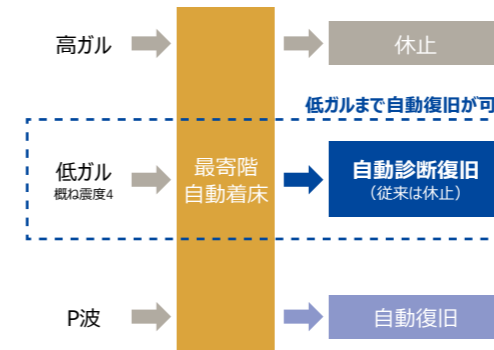 高ガル
休止
低ガルまで自動復旧が可
低ガル
概ね震度4
最寄階
自動着床
自動診断復旧
（従来は休止）
P波
自動復旧